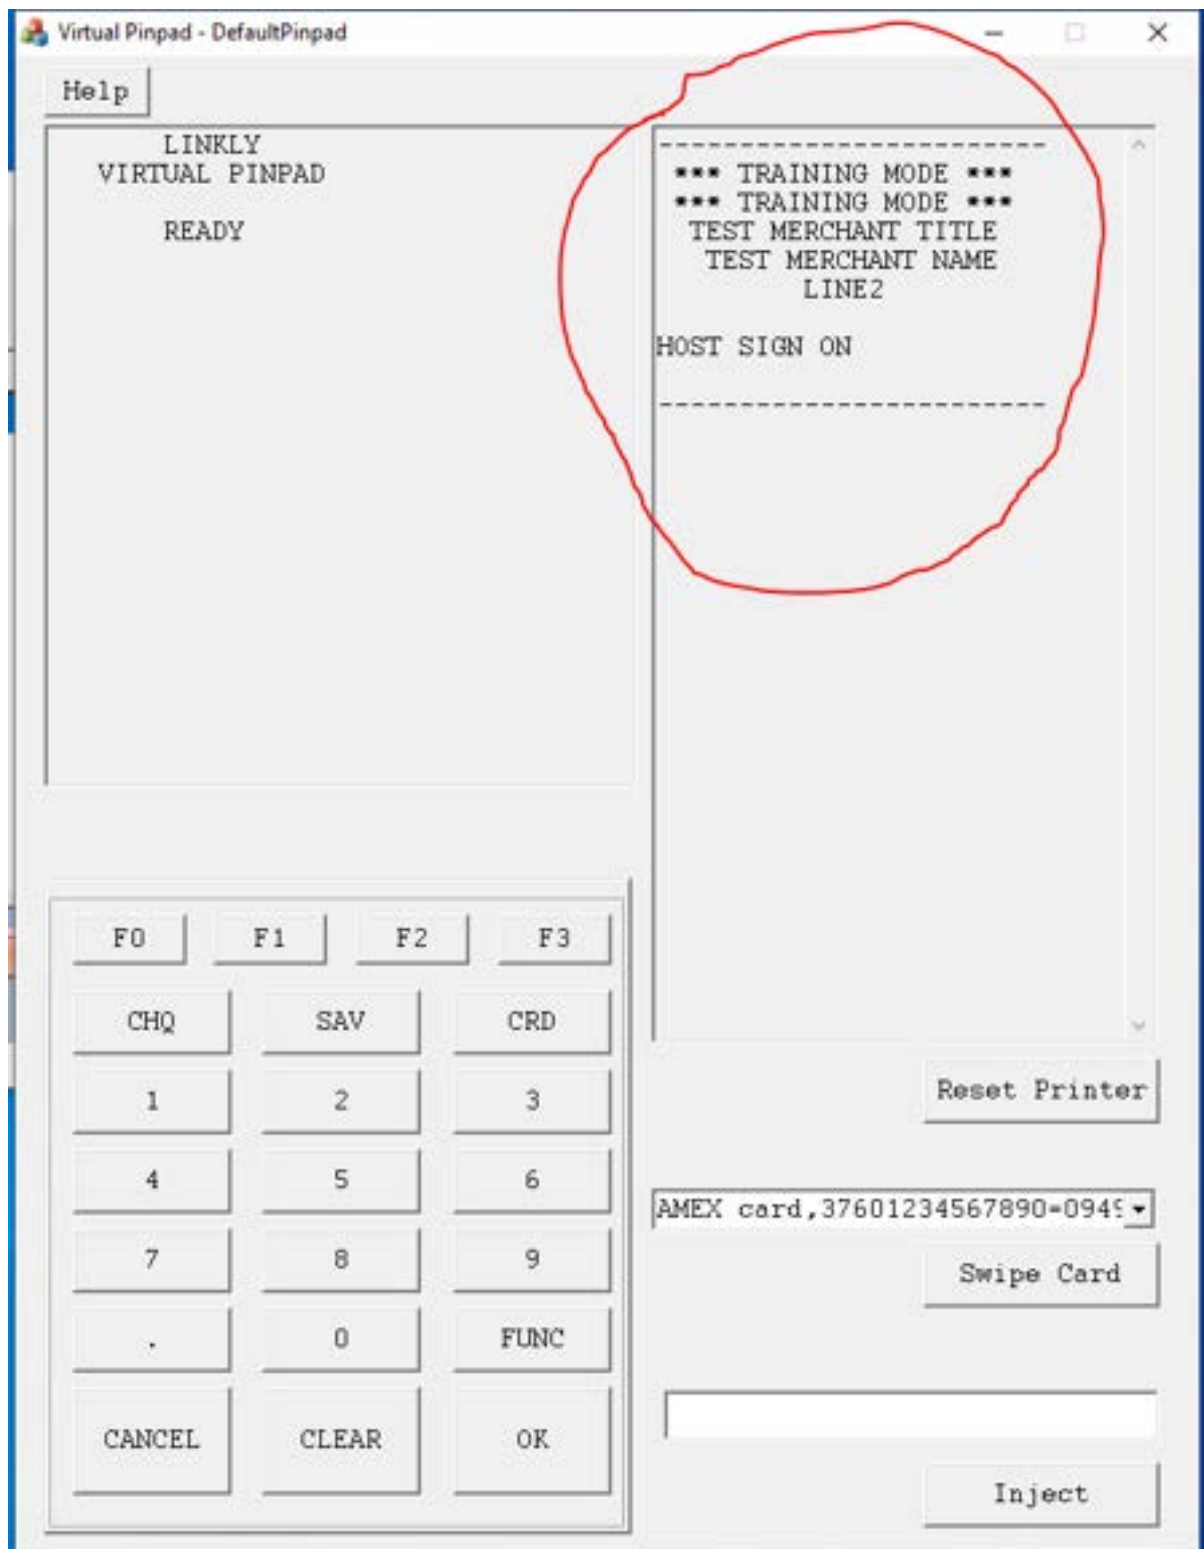 Virtual Pinpad - DefaultPinpad
Help
LINKLY
VIRTUAL PINPAD
READY
------------------------
*** TRAINING MODE ***
*** TRAINING MODE ***
TEST MERCHANT TITLE
TEST MERCHANT NAME
LINE2
HOST SIGN ON
------------------------
F0 F1 F2 F3
CHQ SAV CRD
1 2 3
4 5 6
7 8 9
. 0 FUNC
CANCEL CLEAR OK
Reset Printer
AMEX card,37601234567890=0949
Swipe Card
Inject